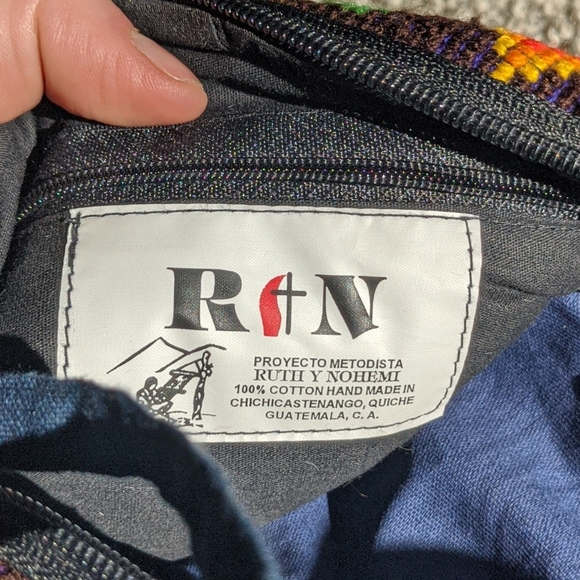 R N
PROYECTO METODISTA
RUTH Y NOHEMI
100% COTTON HAND MADE IN
CHICHICASTENANGO, QUICHE
GUATEMALA, C. A.